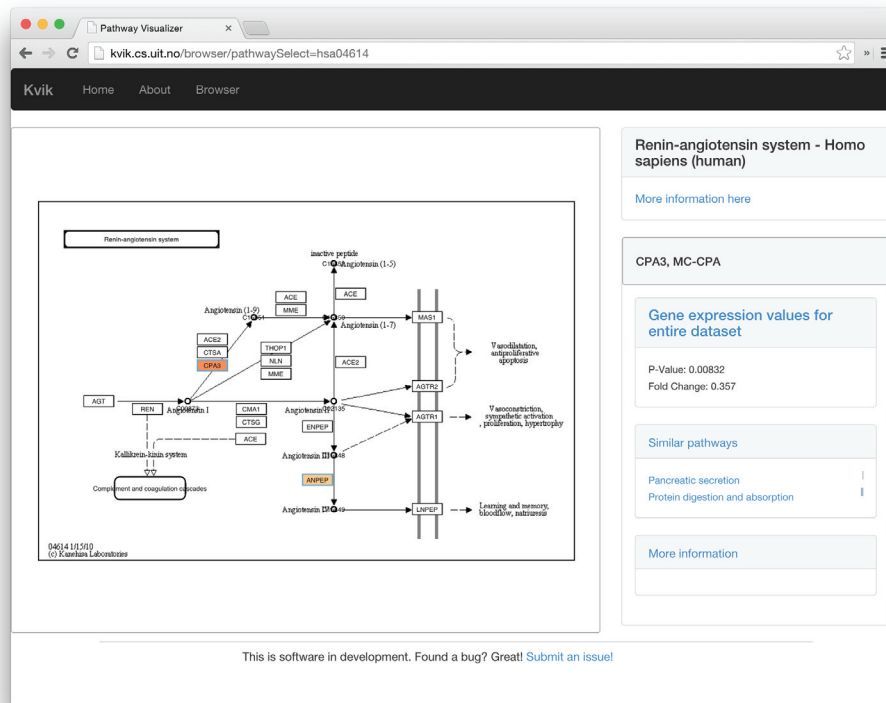 Pathway Visualizer
kvik.cs.uit.no/browser/pathwaySelect=hsa04614
Kvik Home About Browser
Renin-angiotensin system
inactive peptide
Angiotensin (1-5)
ACE
MME
ACE
Angiotensin (1-9)
MAS1
Angiotensin (1-7)
ACE2
CTSA
CPA3
THOP1
NLN
MME
ACE2
Vasodilatation,
antiproliferative
apoptosis
AGTR2
AGT
REN
Angiotensin I
CMA1
CTSG
ACE
AGTR1
Vasoconstriction,
sympathetic activation
, proliferation, hypertrophy
ENPEP
Kallikrein-kinin system
Angiotensin III
ANPEP
Complement and coagulation cascades
LNPEP
Learning and memory,
bloodflow, natriuresis
04614 1/15/10
(c) Kanehisa Laboratories
Renin-angiotensin system - Homo
sapiens (human)
More information here
CPA3, MC-CPA
Gene expression values for
entire dataset
P-Value: 0.00832
Fold Change: 0.357
Similar pathways
Pancreatic secretion
Protein digestion and absorption
More information
This is software in development. Found a bug? Great! Submit an issue!